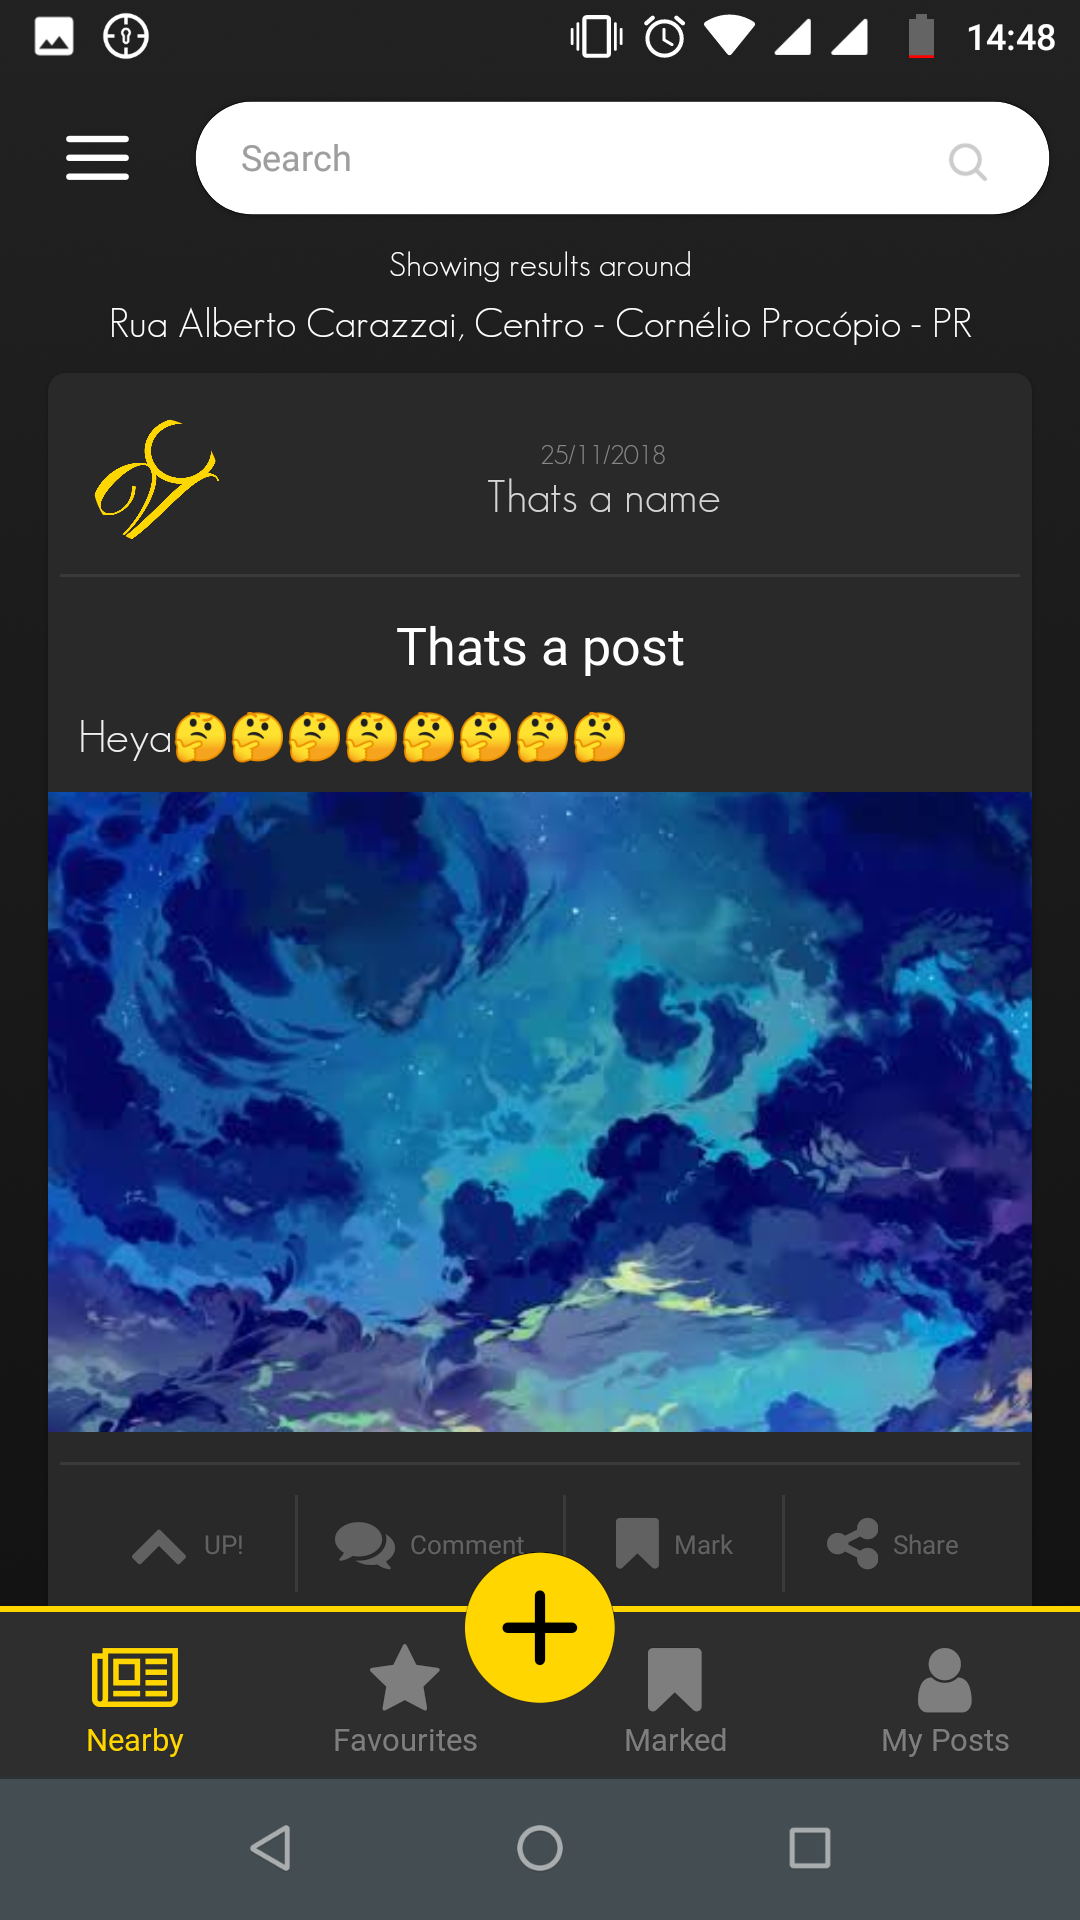 14:48
Search
Showing results around
Rua Alberto Carazzai, Centro - Cornélio Procópio - PR
25/11/2018
Thats a name
Thats a post
Heya🤔🤔🤔🤔🤔🤔🤔🤔
UP! Comment Mark Share
Nearby Favourites Marked My Posts